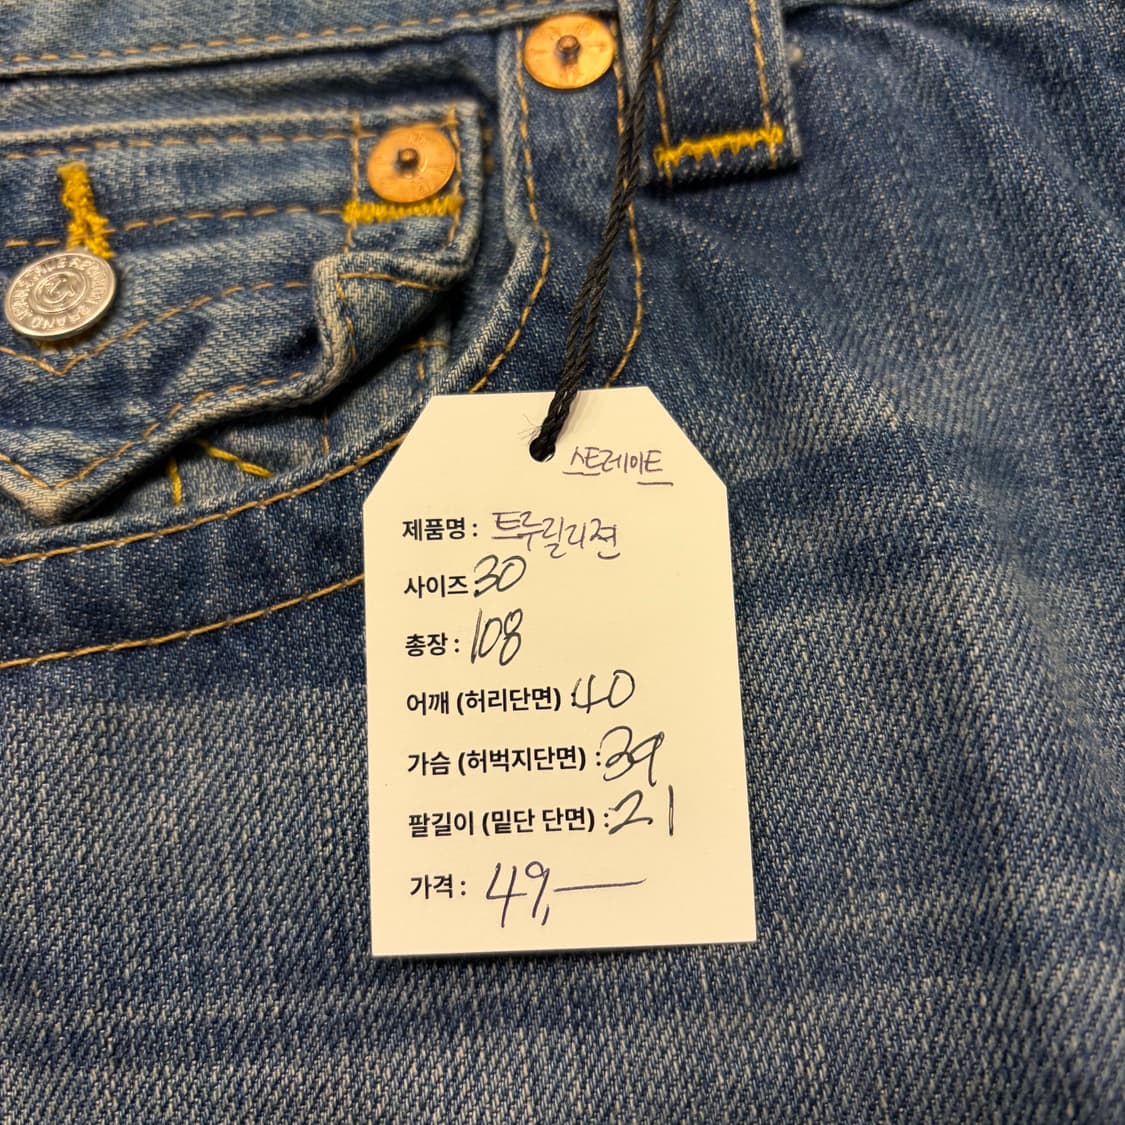 스트레이트
제품명 : 트루릴리젼
사이즈 30
총장 : 108
어깨 (허리단면) : 40
가슴 (허벅지단면) : 39
팔길이 (밑단 단면) : 21
가격 : 49,—